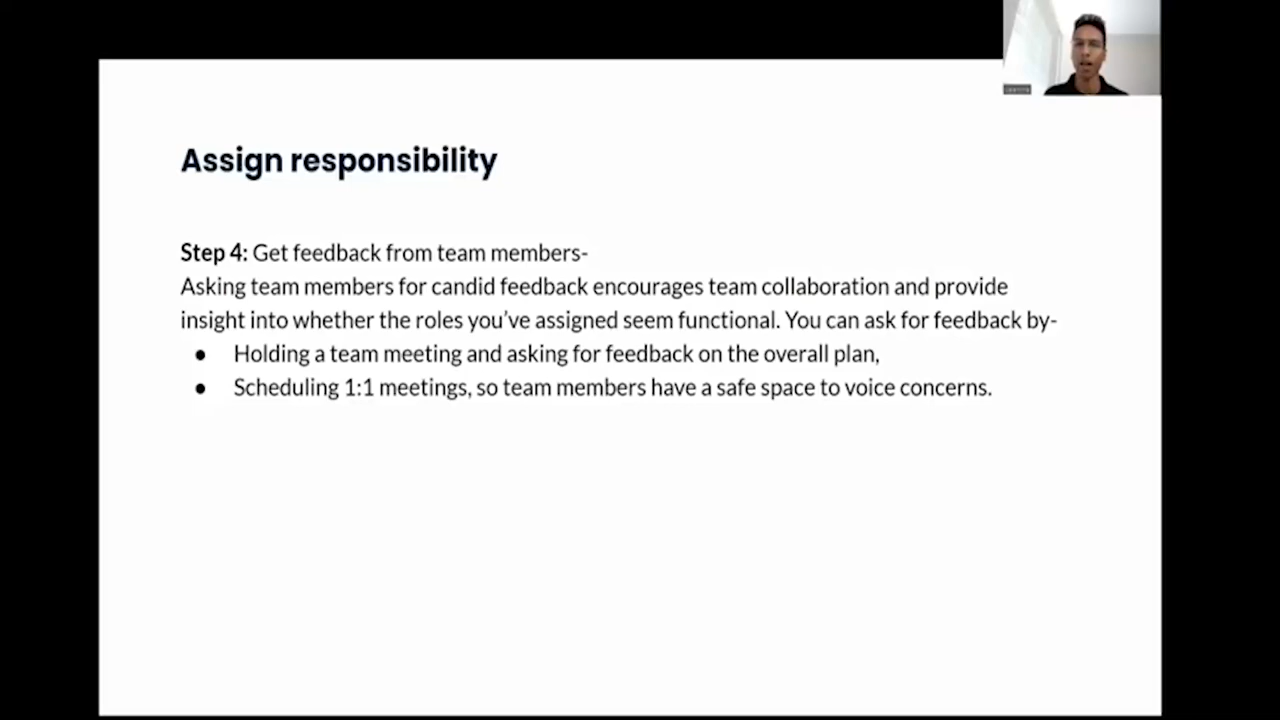 Assign responsibility
Step 4: Get feedback from team members-
Asking team members for candid feedback encourages team collaboration and provide
insight into whether the roles you’ve assigned seem functional. You can ask for feedback by-
● Holding a team meeting and asking for feedback on the overall plan,
● Scheduling 1:1 meetings, so team members have a safe space to voice concerns.